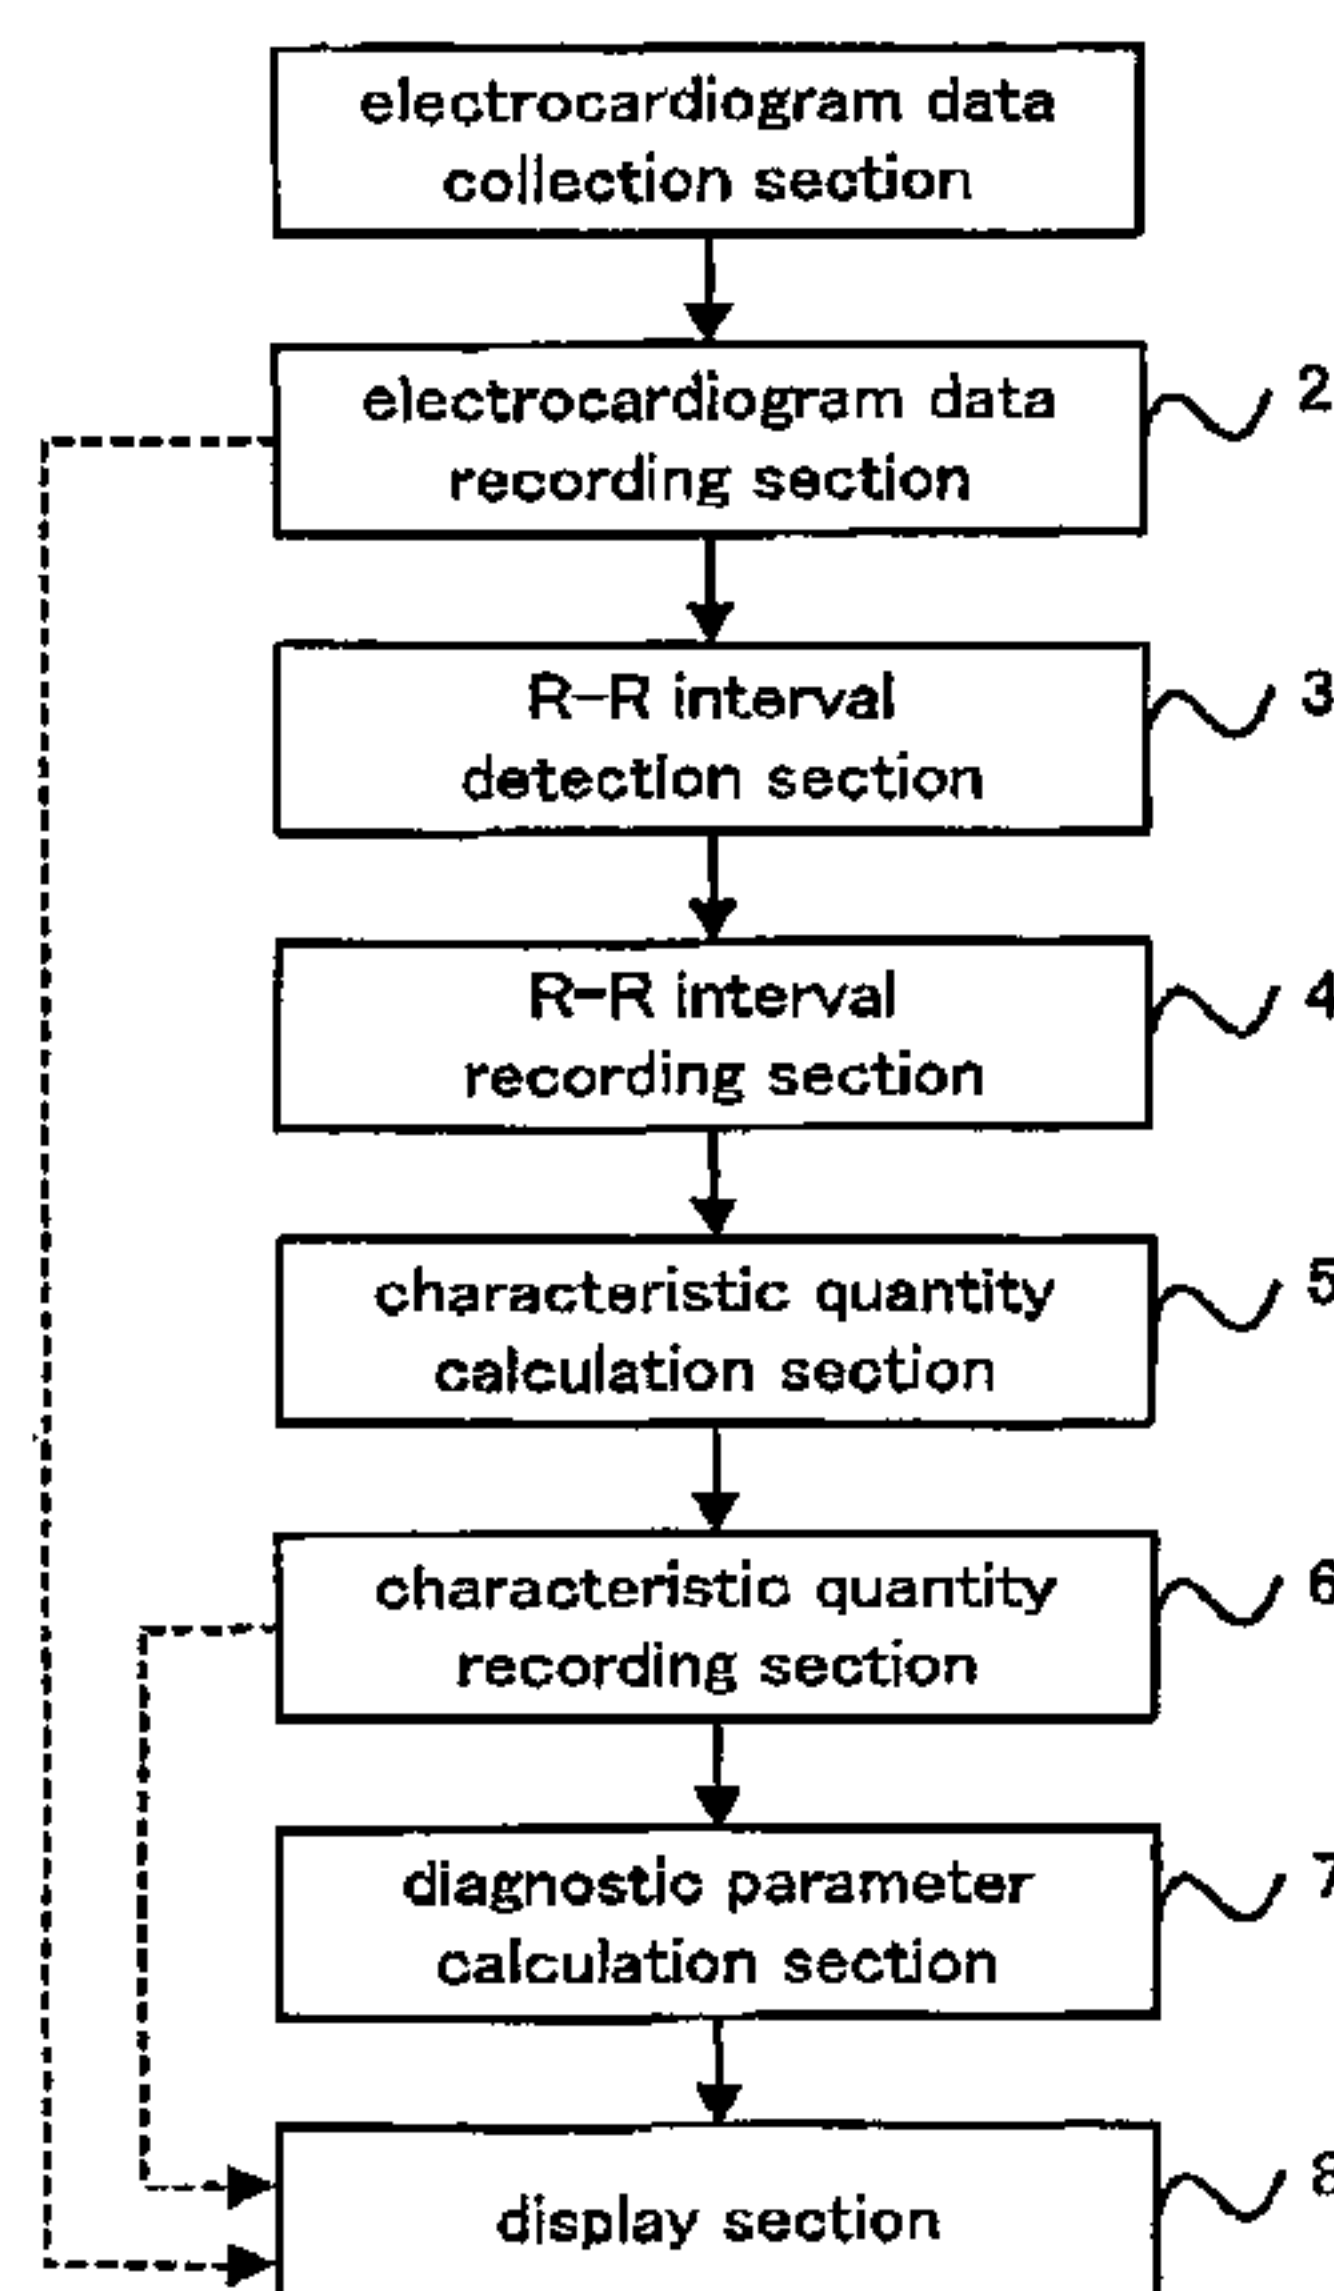 electrocardiogram data
collection section
electrocardiogram data
recording section
2
R-R interval
detection section
3
R-R interval
recording section
4
characteristic quantity
calculation section
5
characteristic quantity
recording section
6
diagnostic parameter
calculation section
7
display section
8